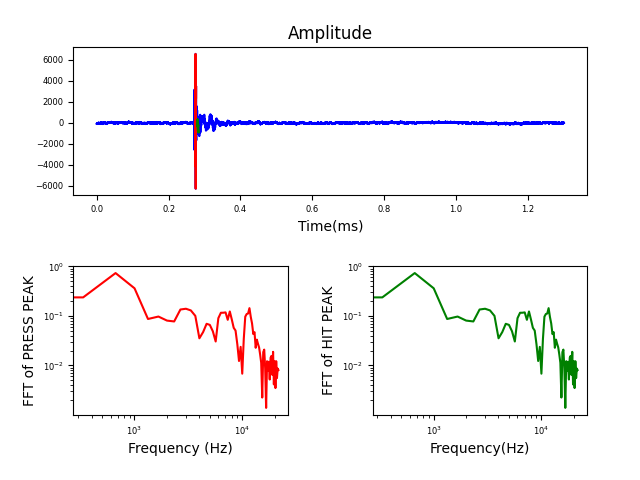 Amplitude
6000
4000
2000
0
−2000
−4000
−6000
0.0 0.2 0.4 0.6 0.8 1.0 1.2
Time(ms)
FFT of PRESS PEAK
10⁰
10⁻¹
10⁻²
10³ 10⁴
Frequency (Hz)
FFT of HIT PEAK
10⁰
10⁻¹
10⁻²
10³ 10⁴
Frequency(Hz)